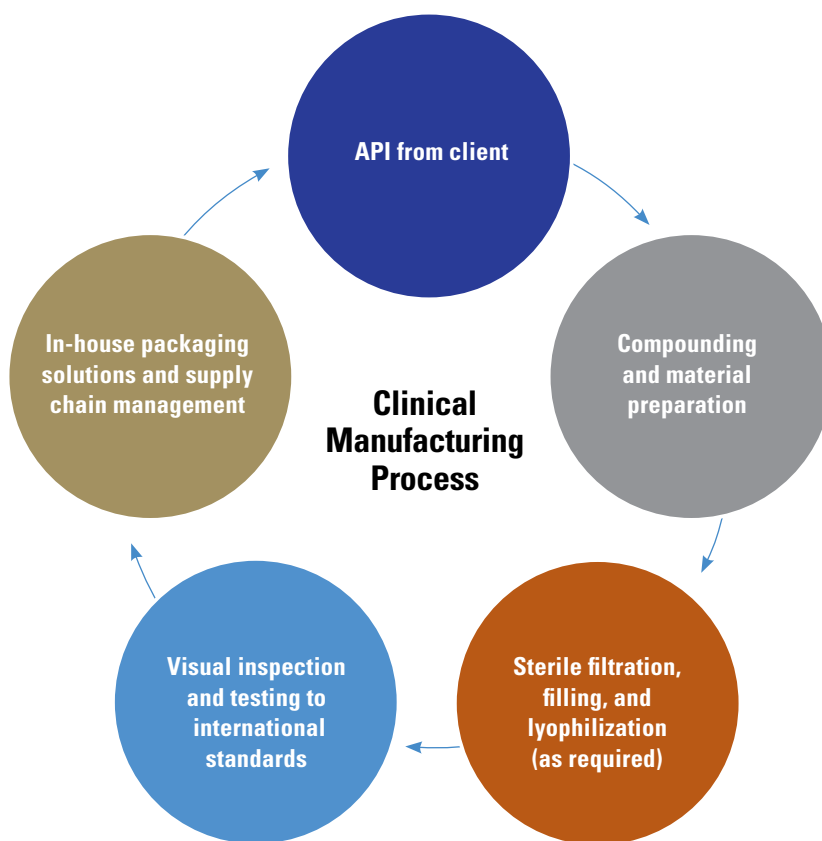 API from client
Compounding
and material
preparation
Sterile filtration,
filling, and
lyophilization
(as required)
Visual inspection
and testing to
international
standards
In-house packaging
solutions and supply
chain management
Clinical
Manufacturing
Process